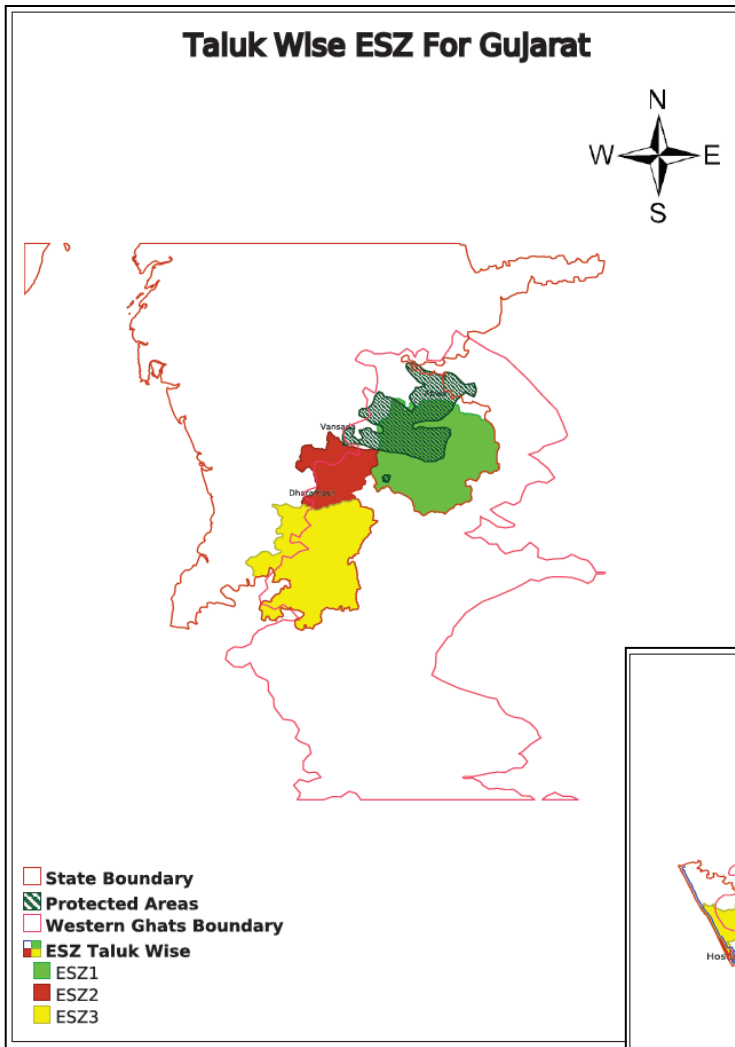 Taluk Wise ESZ For Gujarat
N
W E
S
Vansada
Dharampur
State Boundary
Protected Areas
Western Ghats Boundary
ESZ Taluk Wise
ESZ1
ESZ2
ESZ3